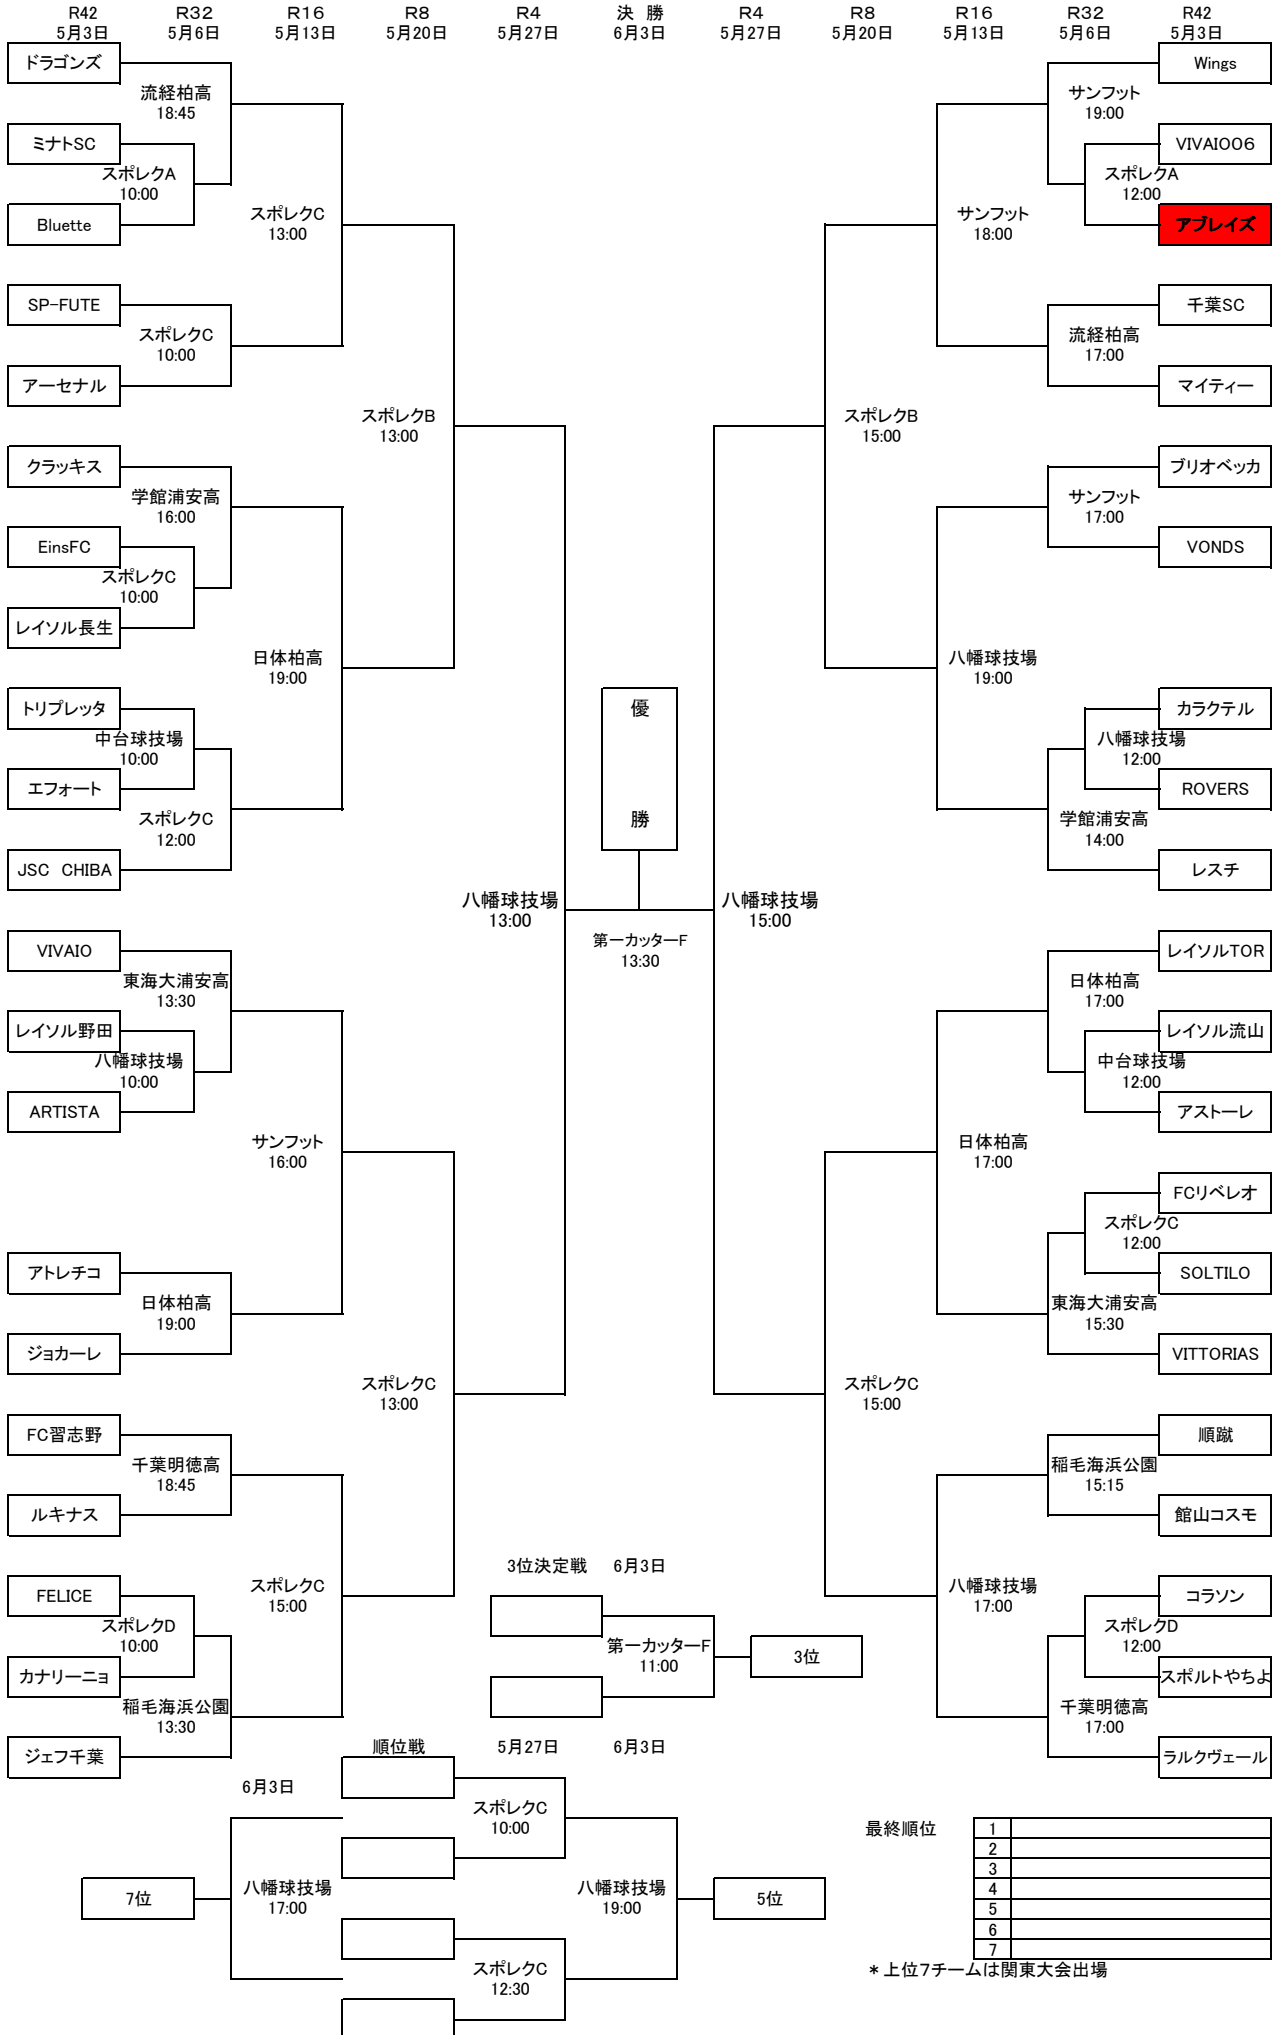 R42 R32 R16 R8 R4 決 勝 R4 R8 R16 R32 R42
5月3日 5月6日 5月13日 5月20日 5月27日 6月3日 5月27日 5月20日 5月13日 5月6日 5月3日
ドラゴンズ
流経柏高
18:45
ミナトSC
スポレクA
10:00
Bluette
スポレクC
13:00
SP-FUTE
スポレクC
10:00
アーセナル
スポレクB
13:00
クラッキス
学館浦安高
16:00
EinsFC
スポレクC
10:00
レイソル長生
日体柏高
19:00
トリプレッタ
中台球技場
10:00
エフォート
スポレクC
12:00
JSC CHIBA
八幡球技場
13:00
VIVAIO
東海大浦安高
13:30
レイソル野田
八幡球技場
10:00
ARTISTA
サンフット
16:00
アトレチコ
日体柏高
19:00
ジョカーレ
スポレクC
13:00
FC習志野
千葉明徳高
18:45
ルキナス
スポレクC
15:00
FELICE
スポレクD
10:00
カナリーニョ
稲毛海浜公園
13:30
ジェフ千葉
優
勝
第一カッターF
13:30
Wings
サンフット
19:00
VIVAIOO6
スポレクA
12:00
アブレイズ
サンフット
18:00
千葉SC
流経柏高
17:00
マイティー
スポレクB
15:00
ブリオベッカ
サンフット
17:00
VONDS
八幡球技場
19:00
カラクテル
八幡球技場
12:00
ROVERS
学館浦安高
14:00
レスチ
八幡球技場
15:00
レイソルTOR
日体柏高
17:00
レイソル流山
中台球技場
12:00
アストーレ
日体柏高
17:00
FCリベレオ
スポレクC
12:00
SOLTILO
東海大浦安高
15:30
VITTORIAS
スポレクC
15:00
順蹴
稲毛海浜公園
15:15
館山コスモ
八幡球技場
17:00
コラソン
スポレクD
12:00
スポルトやちよ
千葉明徳高
17:00
ラルクヴェール
3位決定戦 6月3日
第一カッターF
11:00
3位
順位戦 5月27日 6月3日
6月3日
スポレクC
10:00
7位
八幡球技場
17:00
八幡球技場
19:00
5位
スポレクC
12:30
最終順位
1
2
3
4
5
6
7
*上位7チームは関東大会出場